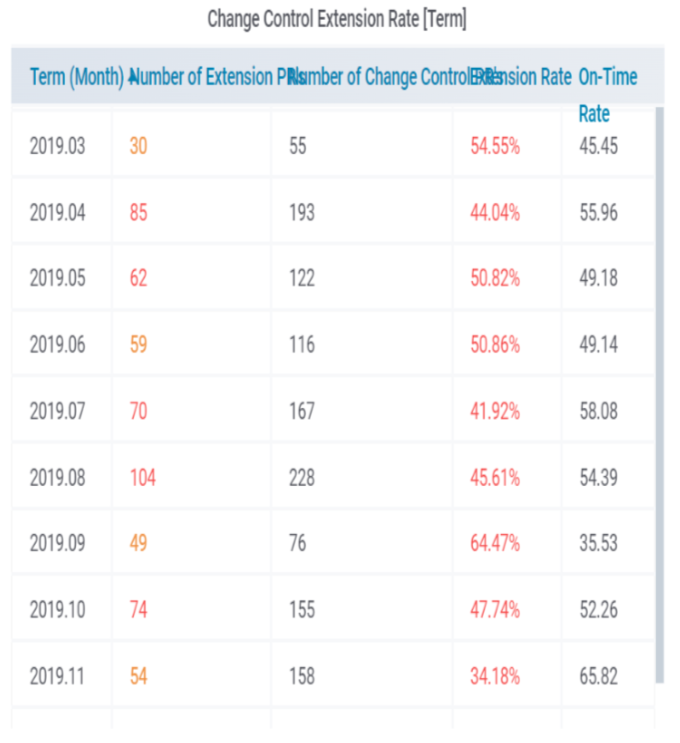 Change Control Extension Rate [Term]
Term (Month) Number of Extension PRs Number of Change Control PRs Extension Rate On-Time Rate
2019.03 30 55 54.55% 45.45
2019.04 85 193 44.04% 55.96
2019.05 62 122 50.82% 49.18
2019.06 59 116 50.86% 49.14
2019.07 70 167 41.92% 58.08
2019.08 104 228 45.61% 54.39
2019.09 49 76 64.47% 35.53
2019.10 74 155 47.74% 52.26
2019.11 54 158 34.18% 65.82